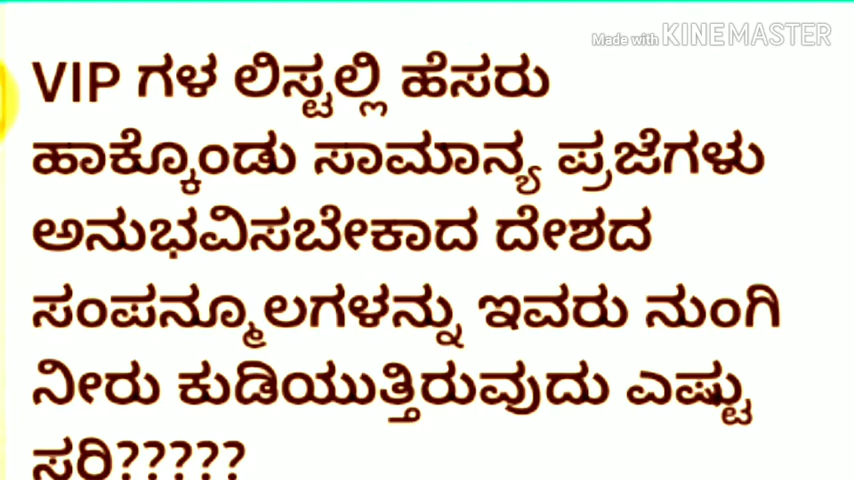 Made with KINEMASTER
VIP ಗಳ ಲಿಸ್ಟಲ್ಲಿ ಹೆಸರು
ಹಾಕ್ಕೊಂಡು ಸಾಮಾನ್ಯ ಪ್ರಜೆಗಳು
ಅನುಭವಿಸಬೇಕಾದ ದೇಶದ
ಸಂಪನ್ಮೂಲಗಳನ್ನು ಇವರು ನುಂಗಿ
ನೀರು ಕುಡಿಯುತ್ತಿರುವುದು ಎಷ್ಟು
ಸರಿ?????